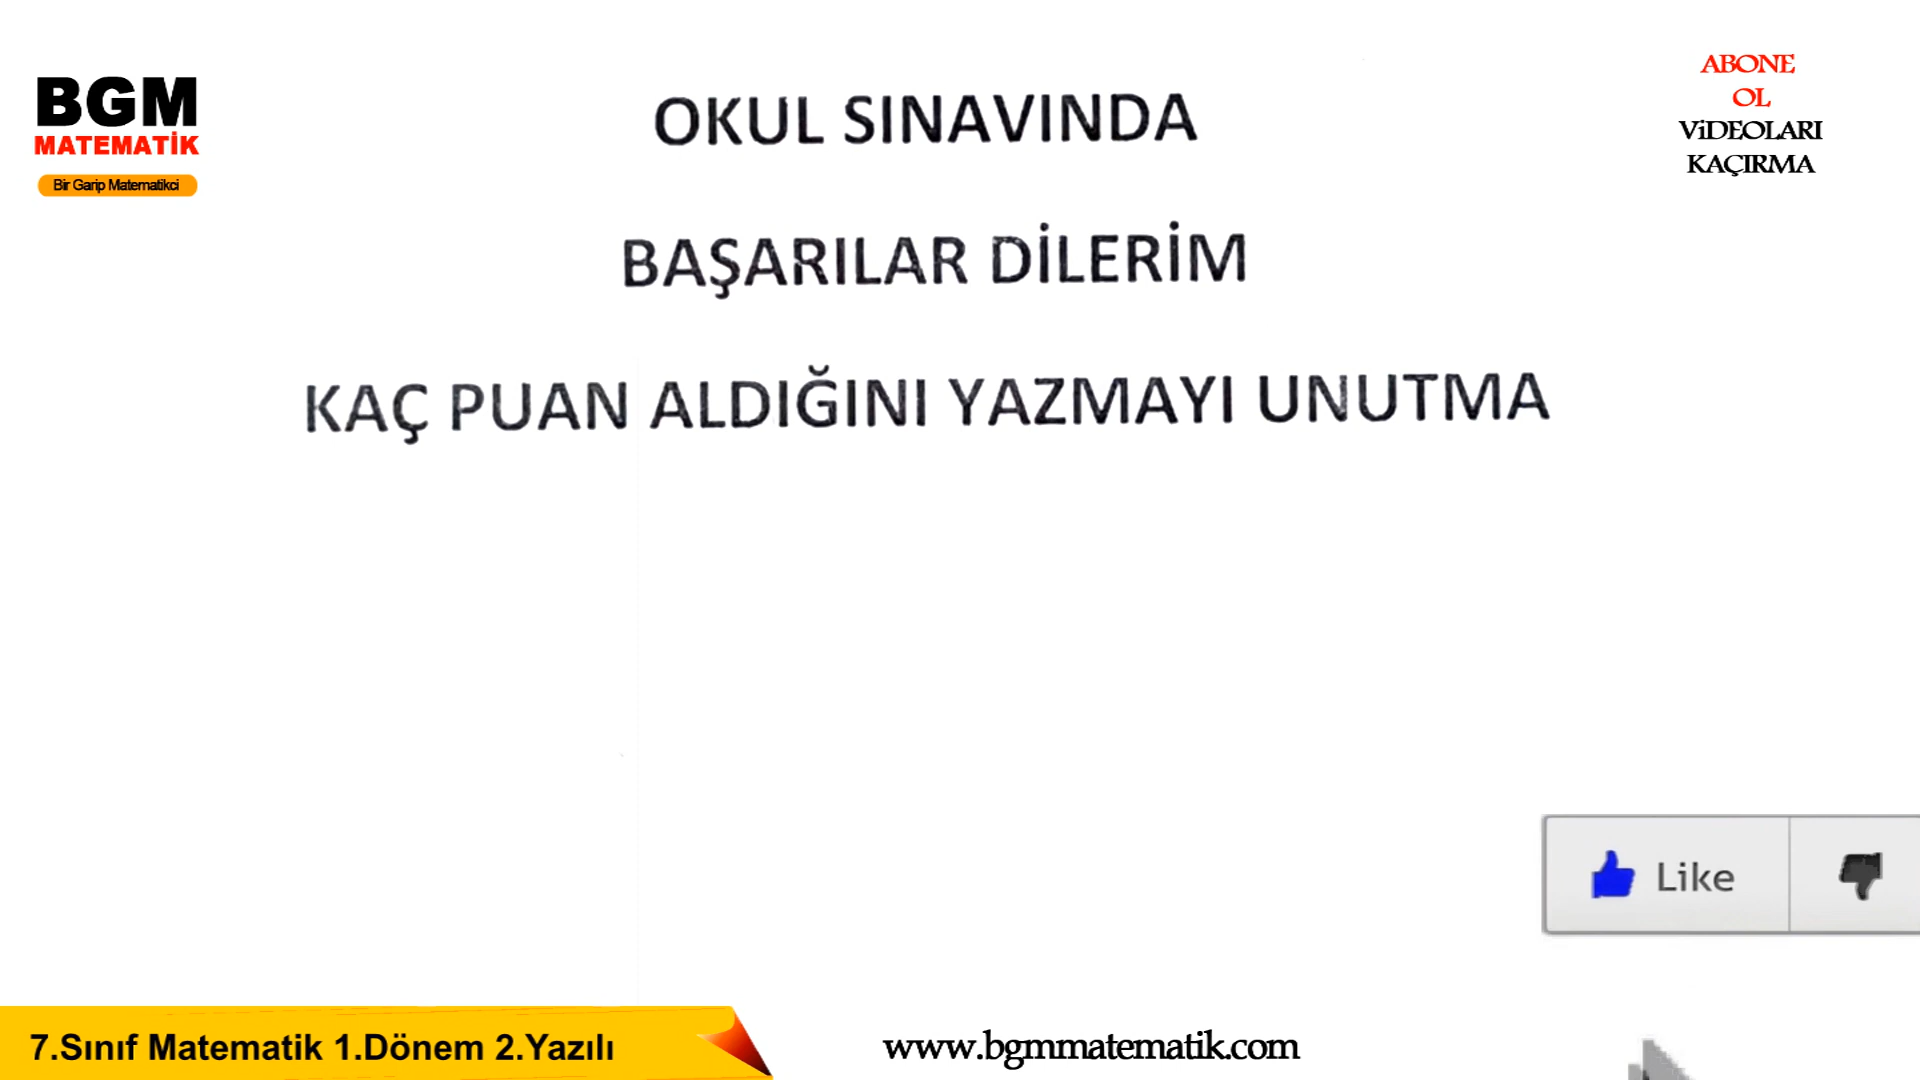 BGM
MATEMATİK
Bir Garip Matematikci
OKUL SINAVINDA
BAŞARILAR DİLERİM
KAÇ PUAN ALDIĞINI YAZMAYI UNUTMA
ABONE
OL
ViDEOLARI
KAÇIRMA
Like
7.Sınıf Matematik 1.Dönem 2.Yazılı
www.bgmmatematik.com